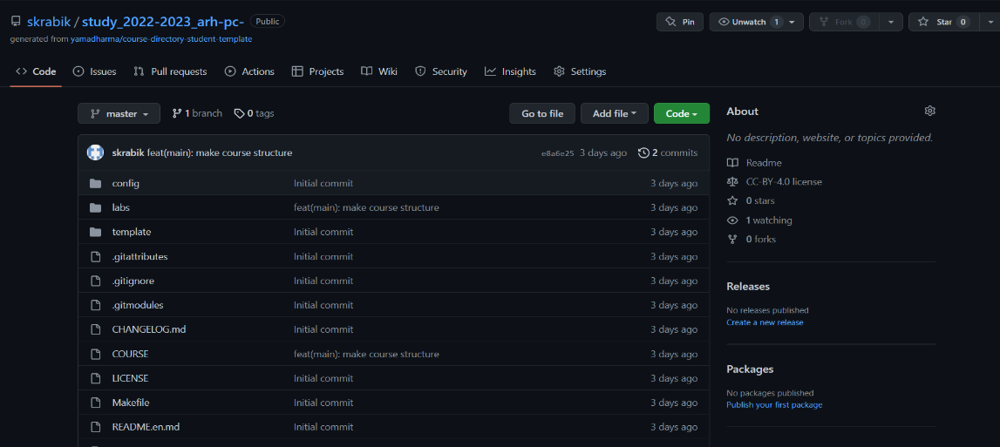 skrabik / study_2022-2023_arh-pc- Public
Pin Unwatch 1 Fork 0 Star 0
generated from yamadharma/course-directory-student-template
Code Issues Pull requests Actions Projects Wiki Security Insights Settings
master 1 branch 0 tags Go to file Add file Code
skrabik feat(main): make course structure e8a6e25 3 days ago 2 commits
config Initial commit 3 days ago
labs feat(main): make course structure 3 days ago
template Initial commit 3 days ago
.gitattributes Initial commit 3 days ago
.gitignore Initial commit 3 days ago
.gitmodules Initial commit 3 days ago
CHANGELOG.md Initial commit 3 days ago
COURSE feat(main): make course structure 3 days ago
LICENSE Initial commit 3 days ago
Makefile Initial commit 3 days ago
README.en.md Initial commit 3 days ago
About
No description, website, or topics provided.
Readme
CC-BY-4.0 license
0 stars
1 watching
0 forks
Releases
No releases published
Create a new release
Packages
No packages published
Publish your first package